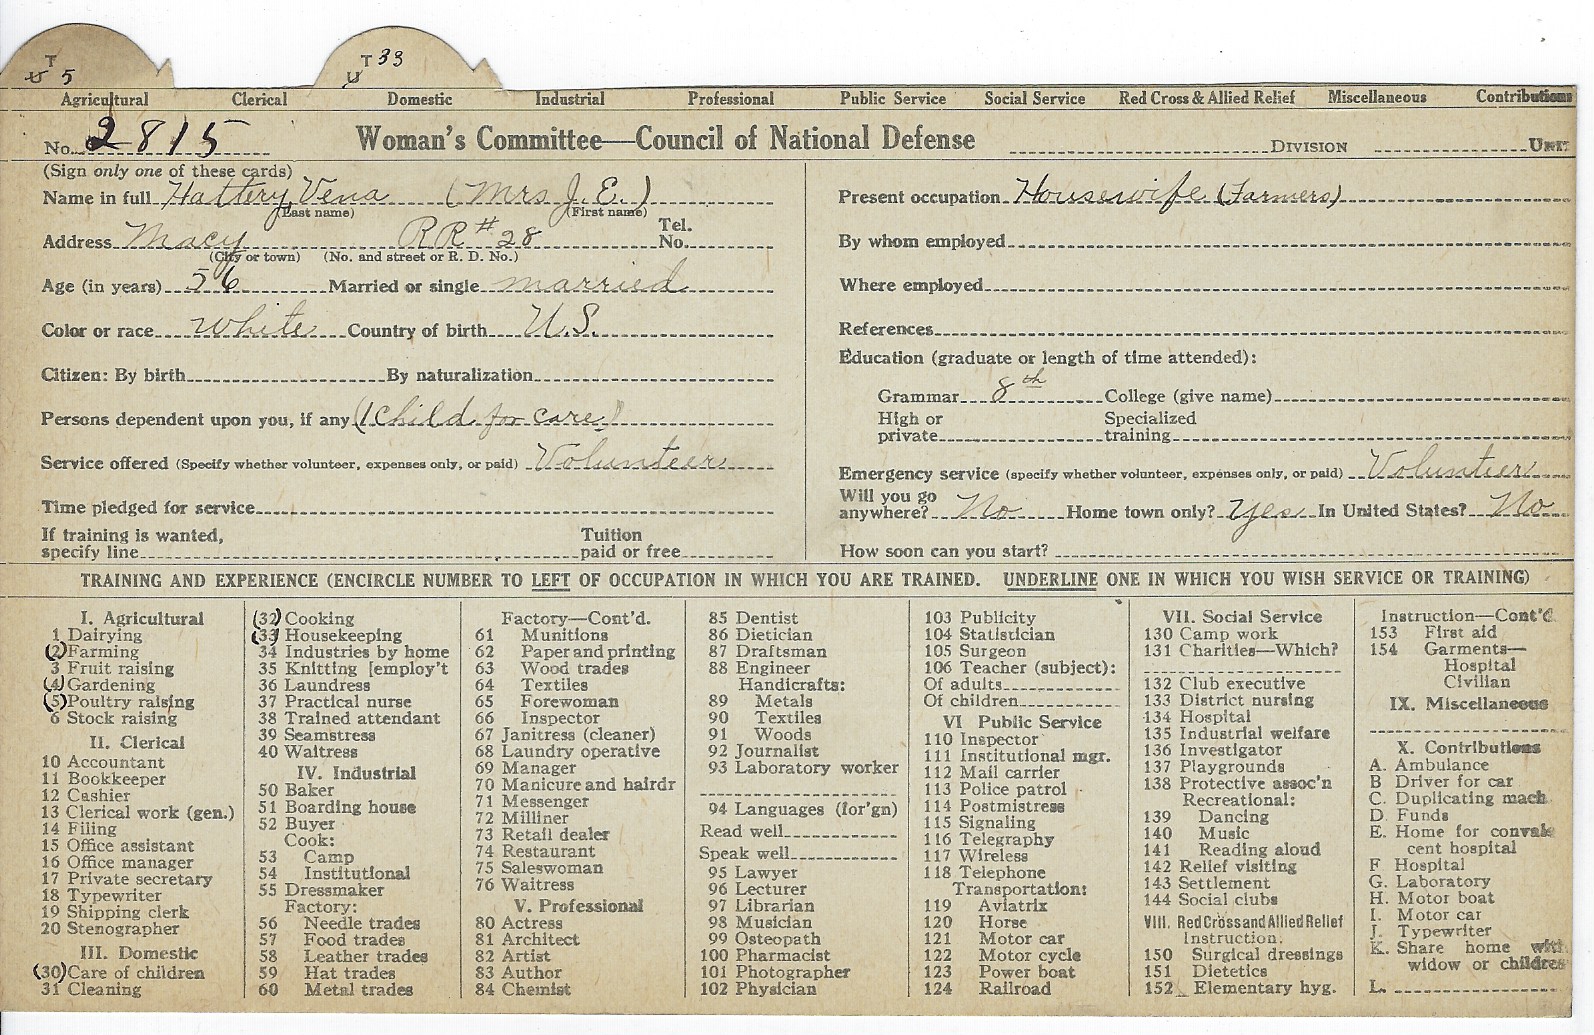 T
U 5
T 33
U
Agricultural Clerical Domestic Industrial Professional Public Service Social Service Red Cross & Allied Relief Miscellaneous Contributions
No. 2815 Woman's Committee—Council of National Defense DIVISION UNIT
(Sign only one of these cards)
Name in full Hattery, Vena (Mrs. J. E.)
(Last name) (First name)
Address Macy RR # 28 Tel. No.
(City or town) (No. and street or R. D. No.)
Age (in years) 56 Married or single married
Color or race White Country of birth U.S.
Citizen: By birth By naturalization
Persons dependent upon you, if any (1 child for care)
Service offered (Specify whether volunteer, expenses only, or paid) Volunteer
Time pledged for service
If training is wanted, specify line Tuition paid or free
Present occupation Housewife (Farmers)
By whom employed
Where employed
References
Education (graduate or length of time attended):
Grammar 8th College (give name)
High or private Specialized training
Emergency service (specify whether volunteer, expenses only, or paid) Volunteer
Will you go anywhere? No Home town only? Yes In United States? No
How soon can you start?
TRAINING AND EXPERIENCE (ENCIRCLE NUMBER TO LEFT OF OCCUPATION IN WHICH YOU ARE TRAINED. UNDERLINE ONE IN WHICH YOU WISH SERVICE OR TRAINING)
I. Agricultural
1 Dairying
(2) Farming
3 Fruit raising
(4) Gardening
(5) Poultry raising
6 Stock raising
II. Clerical
10 Accountant
11 Bookkeeper
12 Cashier
13 Clerical work (gen.)
14 Filing
15 Office assistant
16 Office manager
17 Private secretary
18 Typewriter
19 Shipping clerk
20 Stenographer
III. Domestic
(30) Care of children
31 Cleaning
(32) Cooking
(33) Housekeeping
34 Industries by home
35 Knitting [employ't
36 Laundress
37 Practical nurse
38 Trained attendant
39 Seamstress
40 Waitress
IV. Industrial
50 Baker
51 Boarding house
52 Buyer
Cook:
53 Camp
54 Institutional
55 Dressmaker
Factory:
56 Needle trades
57 Food trades
58 Leather trades
59 Hat trades
60 Metal trades
Factory—Cont'd.
61 Munitions
62 Paper and printing
63 Wood trades
64 Textiles
65 Forewoman
66 Inspector
67 Janitress (cleaner)
68 Laundry operative
69 Manager
70 Manicure and hairdr
71 Messenger
72 Milliner
73 Retail dealer
74 Restaurant
75 Saleswoman
76 Waitress
V. Professional
80 Actress
81 Architect
82 Artist
83 Author
84 Chemist
85 Dentist
86 Dietician
87 Draftsman
88 Engineer
Handicrafts:
89 Metals
90 Textiles
91 Woods
92 Journalist
93 Laboratory worker
94 Languages (for'gn)
Read well
Speak well
95 Lawyer
96 Lecturer
97 Librarian
98 Musician
99 Osteopath
100 Pharmacist
101 Photographer
102 Physician
103 Publicity
104 Statistician
105 Surgeon
106 Teacher (subject):
Of adults
Of children
VI Public Service
110 Inspector
111 Institutional mgr.
112 Mail carrier
113 Police patrol
114 Postmistress
115 Signaling
116 Telegraphy
117 Wireless
118 Telephone
Transportation:
119 Aviatrix
120 Horse
121 Motor car
122 Motor cycle
123 Power boat
124 Railroad
VII. Social Service
130 Camp work
131 Charities—Which?
132 Club executive
133 District nursing
134 Hospital
135 Industrial welfare
136 Investigator
137 Playgrounds
138 Protective assoc'n
Recreational:
139 Dancing
140 Music
141 Reading aloud
142 Relief visiting
143 Settlement
144 Social clubs
VIII. Red Cross and Allied Relief
Instruction:
150 Surgical dressings
151 Dietetics
152 Elementary hyg.
Instruction—Cont'd.
153 First aid
154 Garments—
Hospital
Civilian
IX. Miscellaneous
X. Contributions
A. Ambulance
B Driver for car
C. Duplicating mach
D. Funds
E. Home for convales
cent hospital
F Hospital
G. Laboratory
H. Motor boat
I. Motor car
J. Typewriter
K. Share home with
widow or children
L.